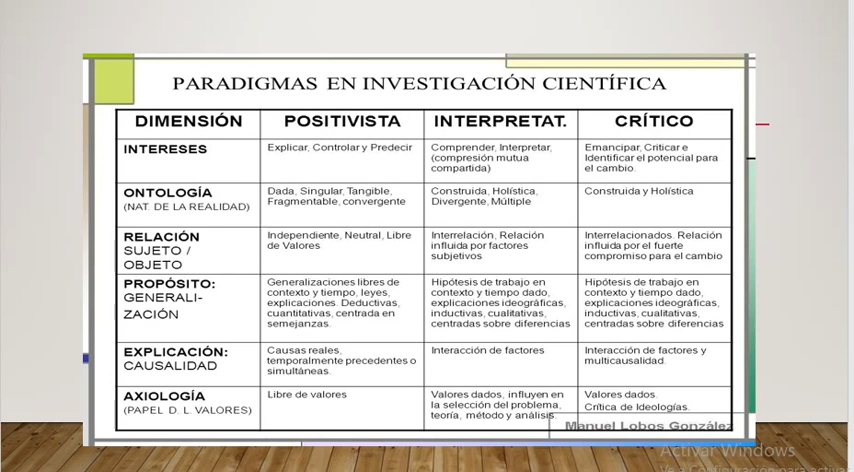 PARADIGMAS EN INVESTIGACIÓN CIENTÍFICA
DIMENSIÓN
POSITIVISTA
INTERPRETAT.
CRÍTICO
INTERESES
Explicar, Controlar y Predecir
Comprender, Interpretar,
(compresión mutua
compartida)
Emancipar, Criticar e
Identificar el potencial para
el cambio.
ONTOLOGÍA
(NAT. DE LA REALIDAD)
Dada, Singular, Tangible,
Fragmentable, convergente
Construida, Holística,
Divergente, Múltiple
Construida y Holística
RELACIÓN
SUJETO /
OBJETO
Independiente, Neutral, Libre
de Valores
Interrelación, Relación
influida por factores
subjetivos
Interrelacionados. Relación
influida por el fuerte
compromiso para el cambio
PROPÓSITO:
GENERALI-
ZACIÓN
Generalizaciones libres de
contexto y tiempo, leyes,
explicaciones. Deductivas,
cuantitativas, centrada en
semejanzas.
Hipótesis de trabajo en
contexto y tiempo dado,
explicaciones ideográficas,
inductivas, cualitativas,
centradas sobre diferencias
Hipótesis de trabajo en
contexto y tiempo dado,
explicaciones ideográficas,
inductivas, cualitativas,
centradas sobre diferencias
EXPLICACIÓN:
CAUSALIDAD
Causas reales,
temporalmente precedentes o
simultáneas.
Interacción de factores
Interacción de factores y
multicausalidad.
AXIOLOGÍA
(PAPEL D. L. VALORES)
Libre de valores
Valores dados, influyen en
la selección del problema,
teoría, método y análisis.
Valores dados.
Crítica de Ideologías.
Manuel Lobos González
Activar Windows
Ve a Configuración para activar